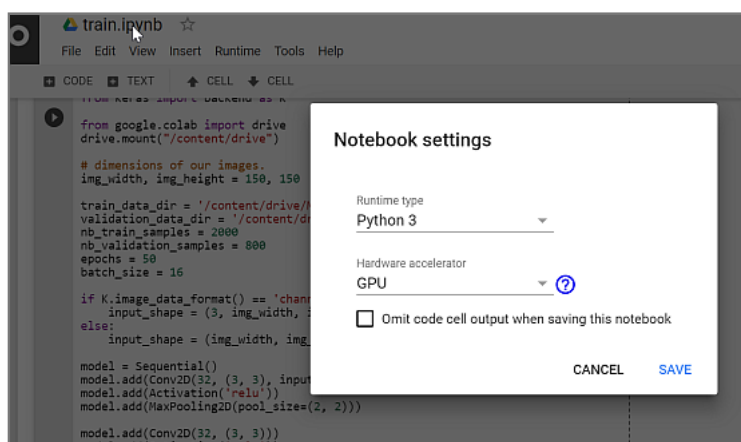 train.ipynb
File Edit View Insert Runtime Tools Help
CODE TEXT CELL CELL
from keras import backend as K
from google.colab import drive
drive.mount("/content/drive")
# dimensions of our images.
img_width, img_height = 150, 150
train_data_dir = '/content/drive/
validation_data_dir = '/content/dr
nb_train_samples = 2000
nb_validation_samples = 800
epochs = 50
batch_size = 16
if K.image_data_format() == 'chann
input_shape = (3, img_width,
else:
input_shape = (img_width, img_
model = Sequential()
model.add(Conv2D(32, (3, 3), input
model.add(Activation('relu'))
model.add(MaxPooling2D(pool_size=(2, 2)))
model.add(Conv2D(32, (3, 3)))
Notebook settings
Runtime type
Python 3
Hardware accelerator
GPU
Omit code cell output when saving this notebook
CANCEL SAVE